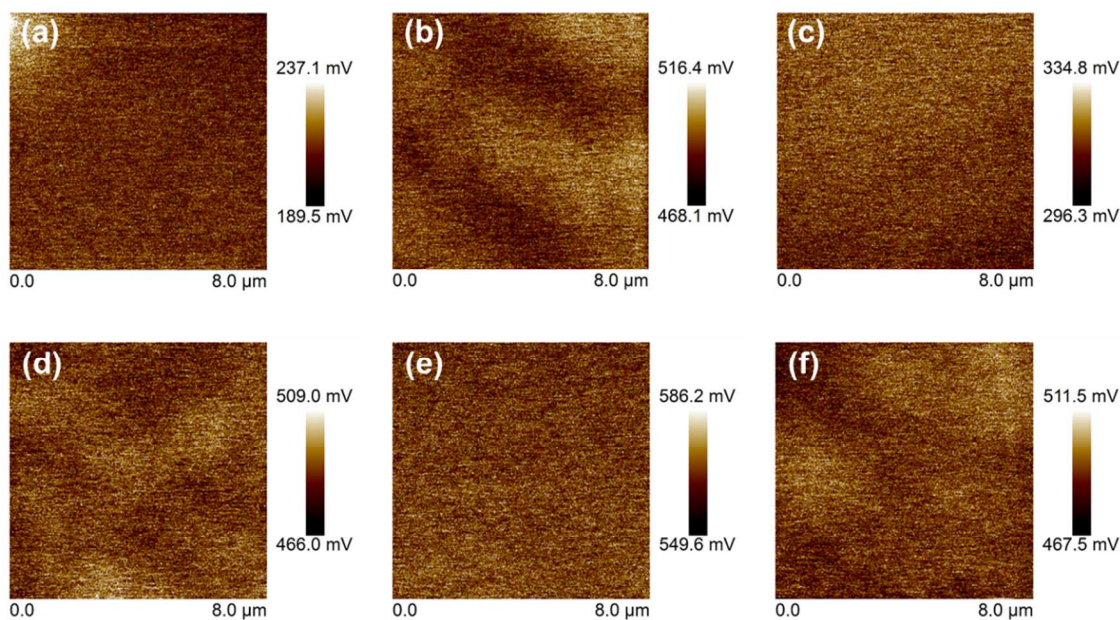 (a)
237.1 mV
189.5 mV
0.0 8.0 µm
(b)
516.4 mV
468.1 mV
0.0 8.0 µm
(c)
334.8 mV
296.3 mV
0.0 8.0 µm
(d)
509.0 mV
466.0 mV
0.0 8.0 µm
(e)
586.2 mV
549.6 mV
0.0 8.0 µm
(f)
511.5 mV
467.5 mV
0.0 8.0 µm